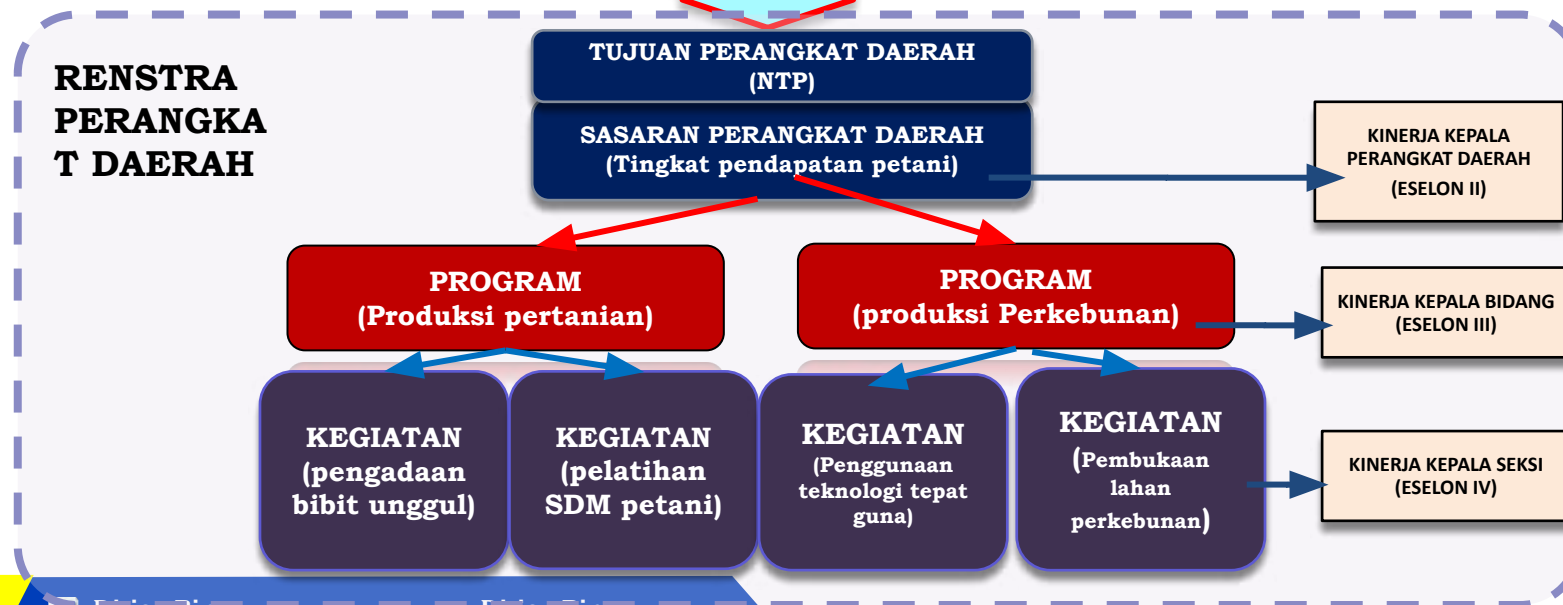 RENSTRA
PERANGKA
T DAERAH
TUJUAN PERANGKAT DAERAH
(NTP)
SASARAN PERANGKAT DAERAH
(Tingkat pendapatan petani)
KINERJA KEPALA
PERANGKAT DAERAH
(ESELON II)
PROGRAM
(Produksi pertanian)
PROGRAM
(produksi Perkebunan)
KINERJA KEPALA BIDANG
(ESELON III)
KEGIATAN
(pengadaan
bibit unggul)
KEGIATAN
(pelatihan
SDM petani)
KEGIATAN
(Penggunaan
teknologi tepat
guna)
KEGIATAN
(Pembukaan
lahan
perkebunan)
KINERJA KEPALA SEKSI
(ESELON IV)